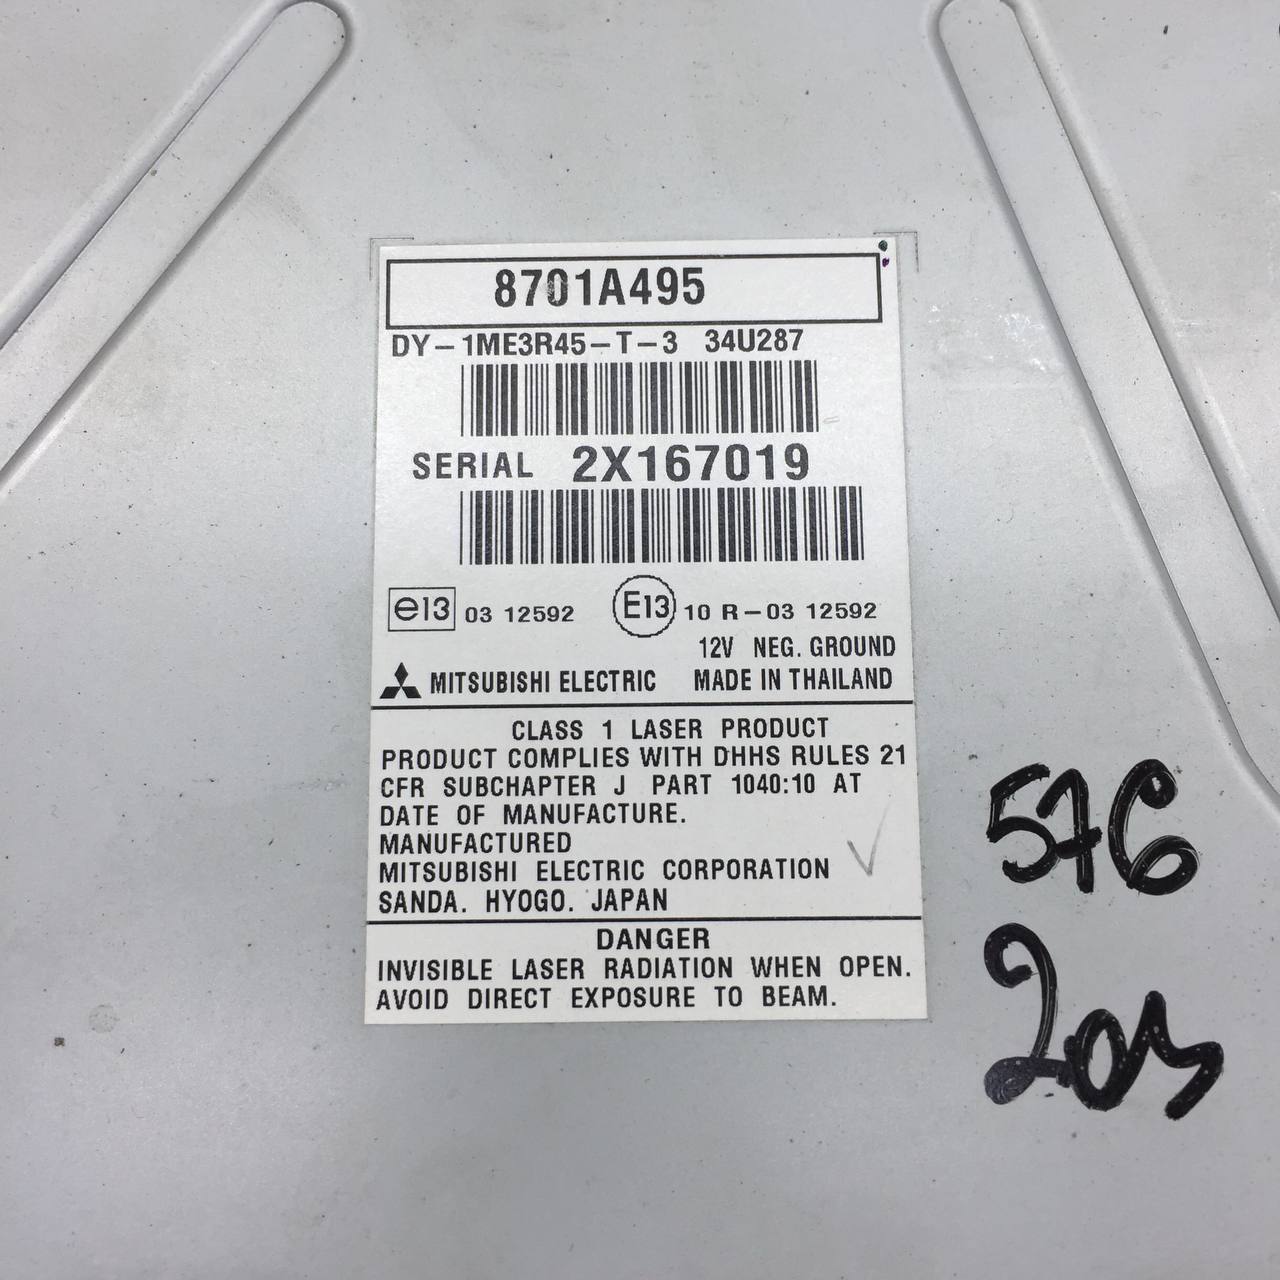 8701A495
DY-1ME3R45-T-3 34U287
SERIAL 2X167019
e13 03 12592 E13 10 R-03 12592
12V NEG. GROUND
MITSUBISHI ELECTRIC MADE IN THAILAND
CLASS 1 LASER PRODUCT
PRODUCT COMPLIES WITH DHHS RULES 21
CFR SUBCHAPTER J PART 1040:10 AT
DATE OF MANUFACTURE.
MANUFACTURED
MITSUBISHI ELECTRIC CORPORATION
SANDA. HYOGO. JAPAN
DANGER
INVISIBLE LASER RADIATION WHEN OPEN.
AVOID DIRECT EXPOSURE TO BEAM.
576